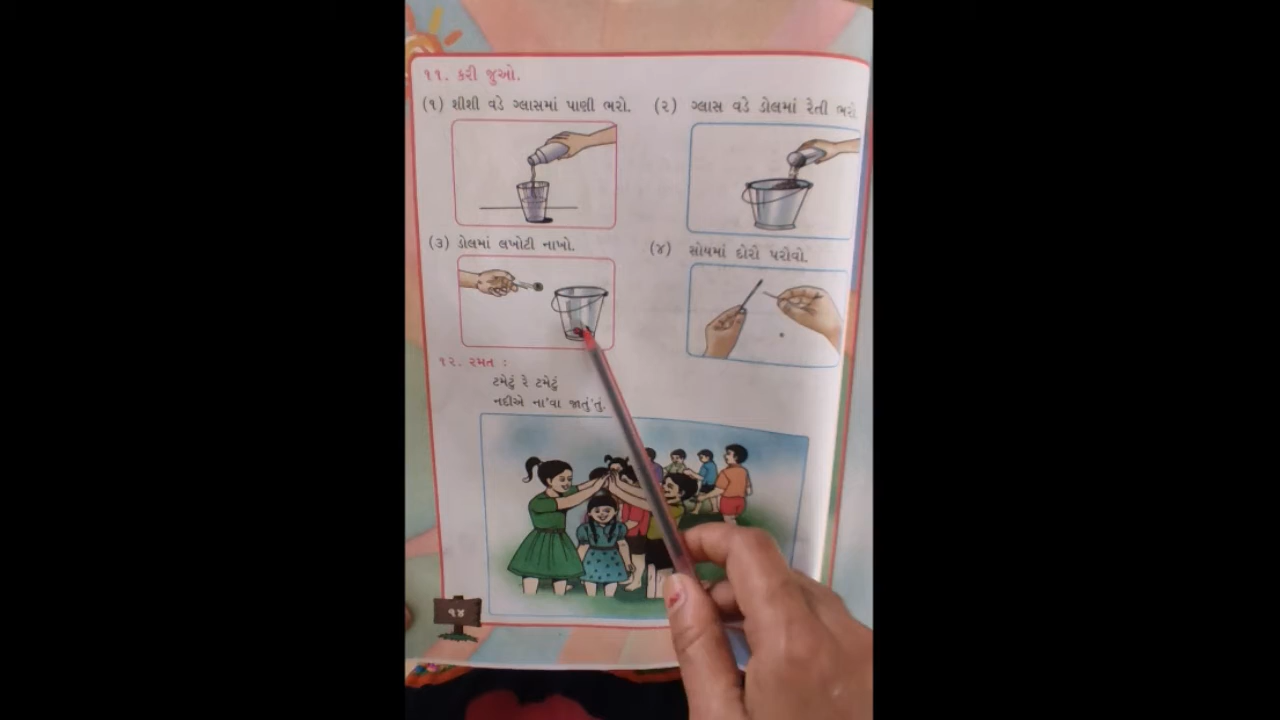 ૧૧. કરી જુઓ.
(૧) શીશી વડે ગ્લાસમાં પાણી ભરો.
(૨) ગ્લાસ વડે ડોલમાં રેતી ભરો
(૩) ડોલમાં લખોટી નાખો.
(૪) સોયમાં દોરો પરોવો.
૧૨. રમત :
ટમેટું રે ટમેટું
નદીએ ના'વા જાતું'તું.
૧૪